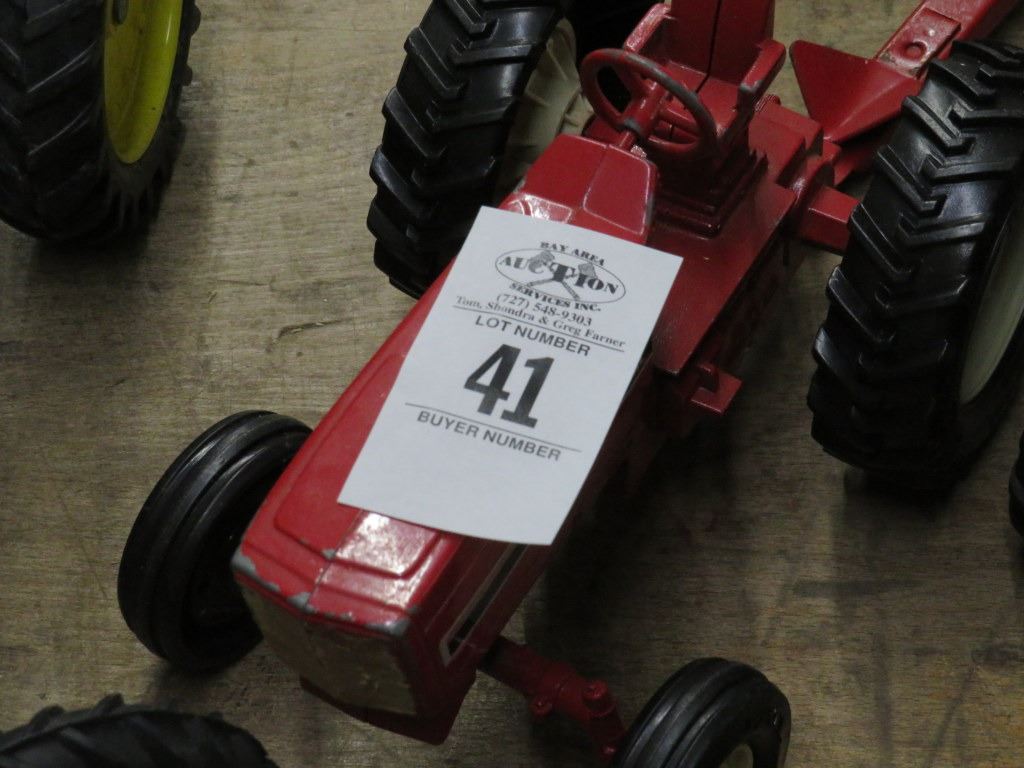 BAY AREA
AUCTION
SERVICES INC.
(727) 548-9303
Tom, Shondra & Greg Farner
LOT NUMBER
41
BUYER NUMBER